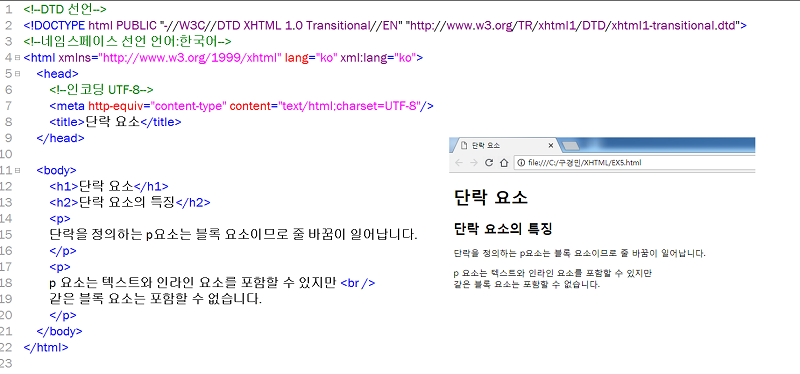 1 <!--DTD 선언-->
2 <!DOCTYPE html PUBLIC "-//W3C//DTD XHTML 1.0 Transitional//EN" "http://www.w3.org/TR/xhtml1/DTD/xhtml1-transitional.dtd">
3 <!--네임스페이스 선언 언어:한국어-->
4 <html xmlns="http://www.w3.org/1999/xhtml" lang="ko" xml:lang="ko">
5 <head>
6 <!--인코딩 UTF-8-->
7 <meta http-equiv="content-type" content="text/html;charset=UTF-8"/>
8 <title>단락 요소</title>
9 </head>
10
11 <body>
12 <h1>단락 요소</h1>
13 <h2>단락 요소의 특징</h2>
14 <p>
15 단락을 정의하는 p요소는 블록 요소이므로 줄 바꿈이 일어납니다.
16 </p>
17 <p>
18 p 요소는 텍스트와 인라인 요소를 포함할 수 있지만 <br />
19 같은 블록 요소는 포함할 수 없습니다.
20 </p>
21 </body>
22 </html>
23
단락 요소
file:///C:/구경민/XHTML/EX5.html
단락 요소
단락 요소의 특징
단락을 정의하는 p요소는 블록 요소이므로 줄 바꿈이 일어납니다.
p 요소는 텍스트와 인라인 요소를 포함할 수 있지만
같은 블록 요소는 포함할 수 없습니다.